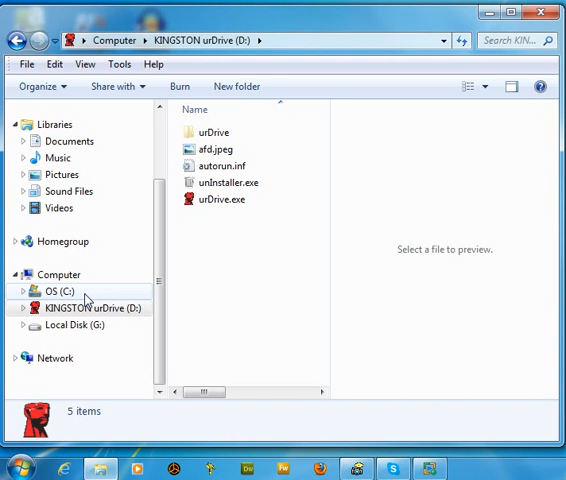 Computer ▸ KINGSTON urDrive (D:) ▸
Search KIN...
File Edit View Tools Help
Organize Share with Burn New folder
Name
Libraries
Documents
Music
Pictures
Sound Files
Videos
Homegroup
Computer
OS (C:)
KINGSTON urDrive (D:)
Local Disk (G:)
Network
urDrive
afd.jpeg
autorun.inf
unInstaller.exe
urDrive.exe
Select a file to preview.
5 items
Dw
Fw